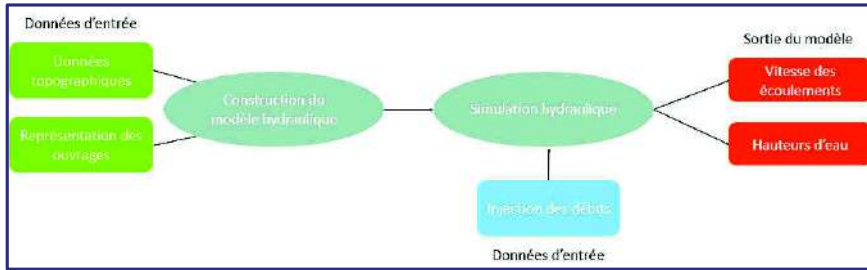 Données d'entrée
Données
topographiques
Représentation des
ouvrages
Construction du
modèle hydraulique
Simulation hydraulique
Injection des débits
Données d'entrée
Sortie du modèle
Vitesse des
écoulements
Hauteurs d'eau